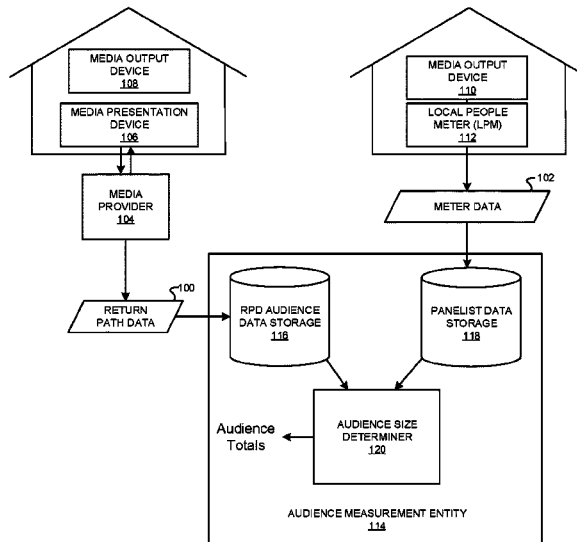 MEDIA OUTPUT
DEVICE
108
MEDIA PRESENTATION
DEVICE
106
MEDIA OUTPUT
DEVICE
110
LOCAL PEOPLE
METER (LPM)
112
MEDIA
PROVIDER
104
102
METER DATA
100
RETURN
PATH DATA
RPD AUDIENCE
DATA STORAGE
116
PANELIST DATA
STORAGE
118
Audience
Totals
AUDIENCE SIZE
DETERMINER
120
AUDIENCE MEASUREMENT ENTITY
114